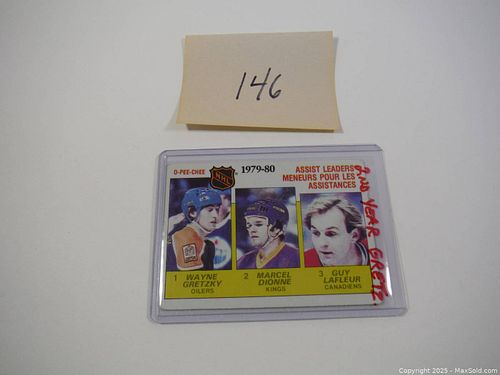 146
O-PEE-CHEE
NHL
1979-80
ASSIST LEADERS
MENEURS POUR LES
ASSISTANCES
1 WAYNE
GRETZKY
OILERS
2 MARCEL
DIONNE
KINGS
3 GUY
LAFLEUR
CANADIENS
2ND YEAR GRETZ
Copyright 2025 - MaxSold.com